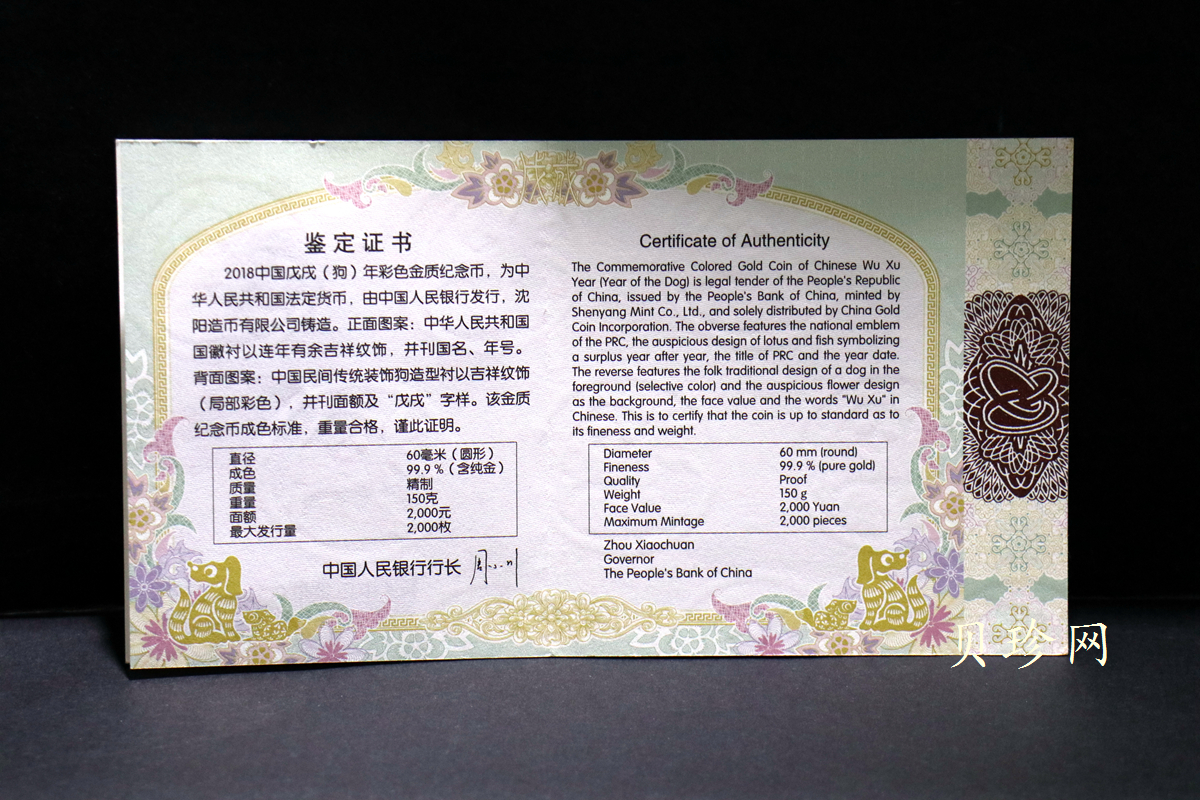 鉴定证书
2018中国戊戌（狗）年彩色金质纪念币，为中
华人民共和国法定货币，由中国人民银行发行，沈
阳造币有限公司铸造。正面图案：中华人民共和国
国徽衬以连年有余吉祥纹饰，并刊国名、年号。
背面图案：中国民间传统装饰狗造型衬以吉祥纹饰
（局部彩色），并刊面额及“戊戌”字样。该金质
纪念币成色标准，重量合格，谨此证明。
直径 60毫米（圆形）
成色 99.9 %（含纯金）
质量 精制
重量 150克
面额 2,000元
最大发行量 2,000枚
中国人民银行行长 周小川
Certificate of Authenticity
The Commemorative Colored Gold Coin of Chinese Wu Xu
Year (Year of the Dog) is legal tender of the People's Republic
of China, issued by the People's Bank of China, minted by
Shenyang Mint Co., Ltd., and solely distributed by China Gold
Coin Incorporation. The obverse features the national emblem
of the PRC, the auspicious design of lotus and fish symbolizing
a surplus year after year, the title of PRC and the year date.
The reverse features the folk traditional design of a dog in the
foreground (selective color) and the auspicious flower design
as the background, the face value and the words "Wu Xu" in
Chinese. This is to certify that the coin is up to standard as to
its fineness and weight.
Diameter 60 mm (round)
Fineness 99.9 % (pure gold)
Quality Proof
Weight 150 g
Face Value 2,000 Yuan
Maximum Mintage 2,000 pieces
Zhou Xiaochuan
Governor
The People's Bank of China
贝珍网